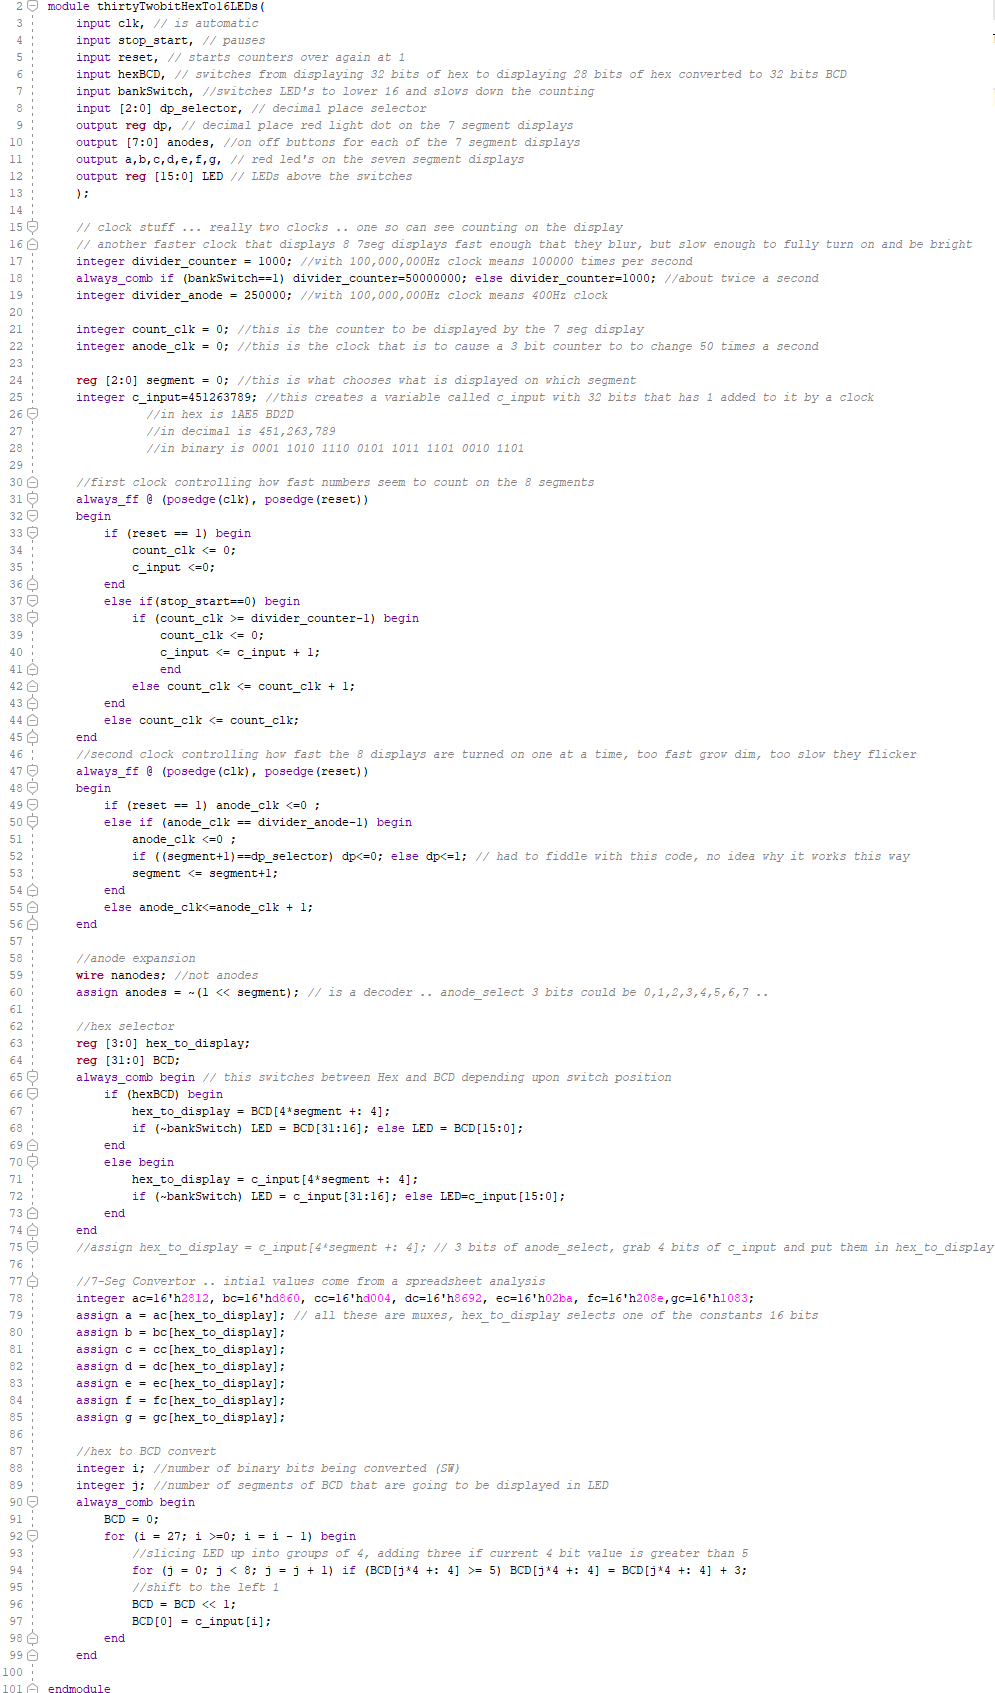 2 module thirtyTwobitHexTo16LEDs(
3 input clk, // is automatic
4 input stop_start, // pauses
5 input reset, // starts counters over again at 1
6 input hexBCD, // switches from displaying 32 bits of hex to displaying 28 bits of hex converted to 32 bits BCD
7 input bankSwitch, //switches LED's to lower 16 and slows down the counting
8 input [2:0] dp_selector, // decimal place selector
9 output reg dp, // decimal place red light dot on the 7 segment displays
10 output [7:0] anodes, //on off buttons for each of the 7 segment displays
11 output a,b,c,d,e,f,g, // red led's on the seven segment displays
12 output reg [15:0] LED // LEDs above the switches
13 );
14
15 // clock stuff ... really two clocks .. one so can see counting on the display
16 // another faster clock that displays 8 7seg displays fast enough that they blur, but slow enough to fully turn on and be bright
17 integer divider_counter = 1000; //with 100,000,000Hz clock means 100000 times per second
18 always_comb if (bankSwitch==1) divider_counter=50000000; else divider_counter=1000; //about twice a second
19 integer divider_anode = 250000; //with 100,000,000Hz clock means 400Hz clock
20
21 integer count_clk = 0; //this is the counter to be displayed by the 7 seg display
22 integer anode_clk = 0; //this is the clock that is to cause a 3 bit counter to to change 50 times a second
23
24 reg [2:0] segment = 0; //this is what chooses what is displayed on which segment
25 integer c_input=451263789; //this creates a variable called c_input with 32 bits that has 1 added to it by a clock
26 //in hex is 1AE5 BD2D
27 //in decimal is 451,263,789
28 //in binary is 0001 1010 1110 0101 1011 1101 0010 1101
29
30 //first clock controlling how fast numbers seem to count on the 8 segments
31 always_ff @ (posedge(clk), posedge(reset))
32 begin
33 if (reset == 1) begin
34 count_clk <= 0;
35 c_input <=0;
36 end
37 else if(stop_start==0) begin
38 if (count_clk >= divider_counter-1) begin
39 count_clk <= 0;
40 c_input <= c_input + 1;
41 end
42 else count_clk <= count_clk + 1;
43 end
44 else count_clk <= count_clk;
45 end
46 //second clock controlling how fast the 8 displays are turned on one at a time, too fast grow dim, too slow they flicker
47 always_ff @ (posedge(clk), posedge(reset))
48 begin
49 if (reset == 1) anode_clk <=0 ;
50 else if (anode_clk == divider_anode-1) begin
51 anode_clk <=0 ;
52 if ((segment+1)==dp_selector) dp<=0; else dp<=1; // had to fiddle with this code, no idea why it works this way
53 segment <= segment+1;
54 end
55 else anode_clk<=anode_clk + 1;
56 end
57
58 //anode expansion
59 wire nanodes; //not anodes
60 assign anodes = ~(1 << segment); // is a decoder .. anode_select 3 bits could be 0,1,2,3,4,5,6,7 ..
61
62 //hex selector
63 reg [3:0] hex_to_display;
64 reg [31:0] BCD;
65 always_comb begin // this switches between Hex and BCD depending upon switch position
66 if (hexBCD) begin
67 hex_to_display = BCD[4*segment +: 4];
68 if (~bankSwitch) LED = BCD[31:16]; else LED = BCD[15:0];
69 end
70 else begin
71 hex_to_display = c_input[4*segment +: 4];
72 if (~bankSwitch) LED = c_input[31:16]; else LED=c_input[15:0];
73 end
74 end
75 //assign hex_to_display = c_input[4*segment +: 4]; // 3 bits of anode_select, grab 4 bits of c_input and put them in hex_to_display
76
77 //7-Seg Convertor .. intial values come from a spreadsheet analysis
78 integer ac=16'h2812, bc=16'hd860, cc=16'hd004, dc=16'h8692, ec=16'h02ba, fc=16'h208e,gc=16'h1083;
79 assign a = ac[hex_to_display]; // all these are muxes, hex_to_display selects one of the constants 16 bits
80 assign b = bc[hex_to_display];
81 assign c = cc[hex_to_display];
82 assign d = dc[hex_to_display];
83 assign e = ec[hex_to_display];
84 assign f = fc[hex_to_display];
85 assign g = gc[hex_to_display];
86
87 //hex to BCD convert
88 integer i; //number of binary bits being converted (SW)
89 integer j; //number of segments of BCD that are going to be displayed in LED
90 always_comb begin
91 BCD = 0;
92 for (i = 27; i >=0; i = i - 1) begin
93 //slicing LED up into groups of 4, adding three if current 4 bit value is greater than 5
94 for (j = 0; j < 8; j = j + 1) if (BCD[j*4 +: 4] >= 5) BCD[j*4 +: 4] = BCD[j*4 +: 4] + 3;
95 //shift to the left 1
96 BCD = BCD << 1;
97 BCD[0] = c_input[i];
98 end
99 end
100
101 endmodule